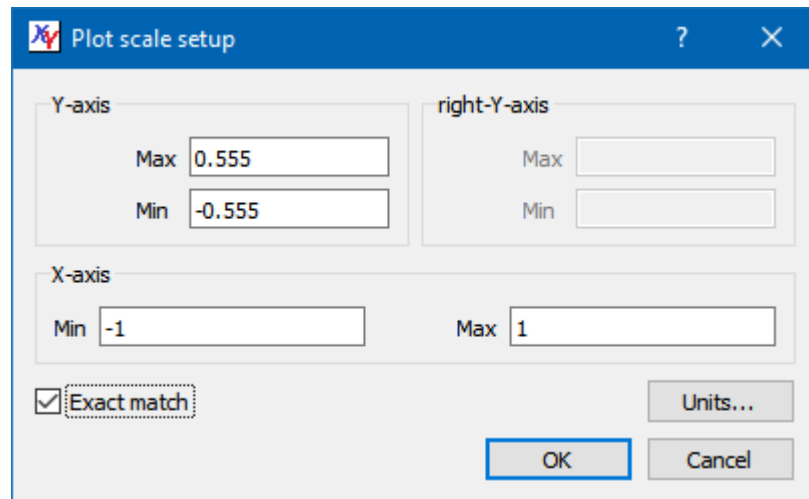 XY Plot scale setup ?
Y-axis
Max 0.555
Min -0.555
right-Y-axis
Max
Min
X-axis
Min -1 Max 1
Exact match Units...
OK Cancel